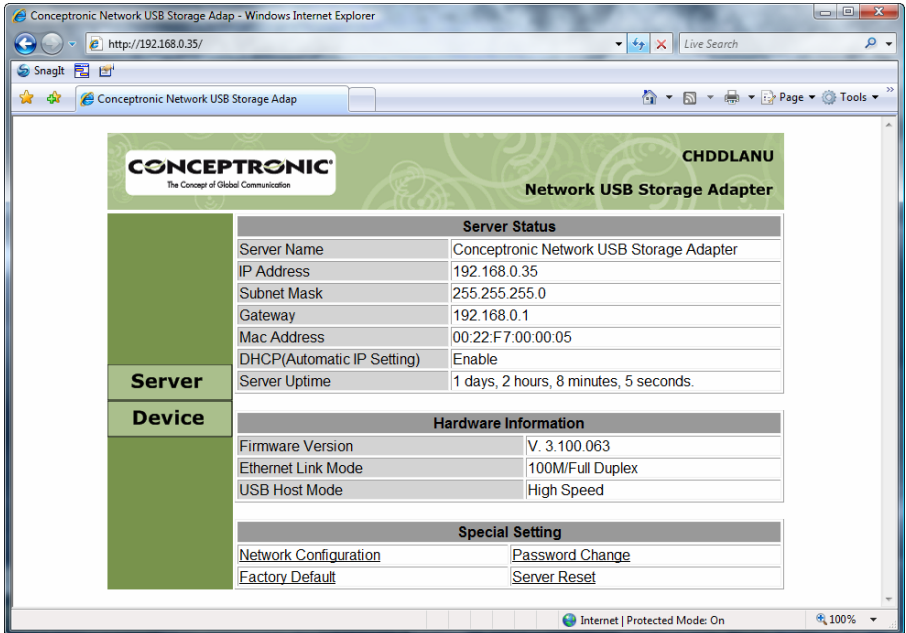 Conceptronic Network USB Storage Adap - Windows Internet Explorer
http://192.168.0.35/
Live Search
SnagIt
Conceptronic Network USB Storage Adap
Page
Tools
CONCEPTRONIC
The Concept of Global Communication
CHDDLANU
Network USB Storage Adapter
Server
Device
Server Status
Server Name Conceptronic Network USB Storage Adapter
IP Address 192.168.0.35
Subnet Mask 255.255.255.0
Gateway 192.168.0.1
Mac Address 00:22:F7:00:00:05
DHCP(Automatic IP Setting) Enable
Server Uptime 1 days, 2 hours, 8 minutes, 5 seconds.
Hardware Information
Firmware Version V. 3.100.063
Ethernet Link Mode 100M/Full Duplex
USB Host Mode High Speed
Special Setting
Network Configuration Password Change
Factory Default Server Reset
Internet | Protected Mode: On
100%